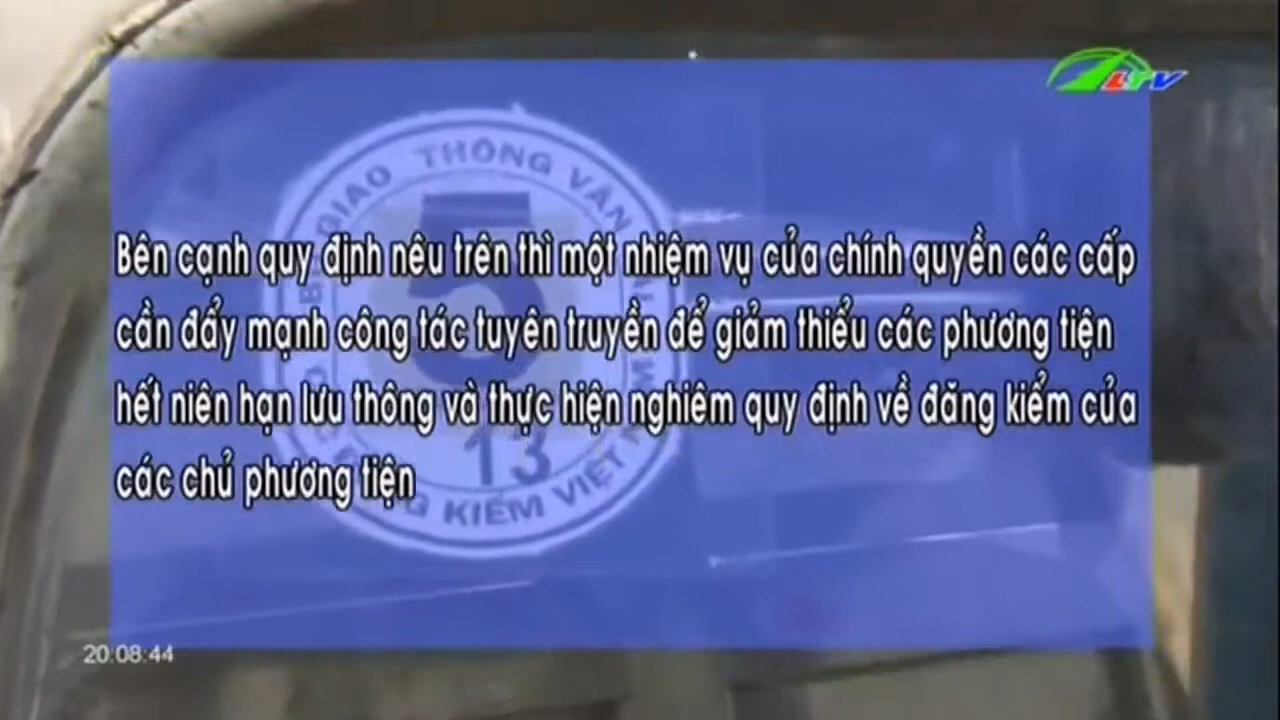 LTV
GIAO THÔNG VẬN
5
13
KIỂM VIỆT
Bên cạnh quy định nêu trên thì một nhiệm vụ của chính quyền các cấp
cần đẩy mạnh công tác tuyên truyền để giảm thiểu các phương tiện
hết niên hạn lưu thông và thực hiện nghiêm quy định về đăng kiểm của
các chủ phương tiện
20:08:44